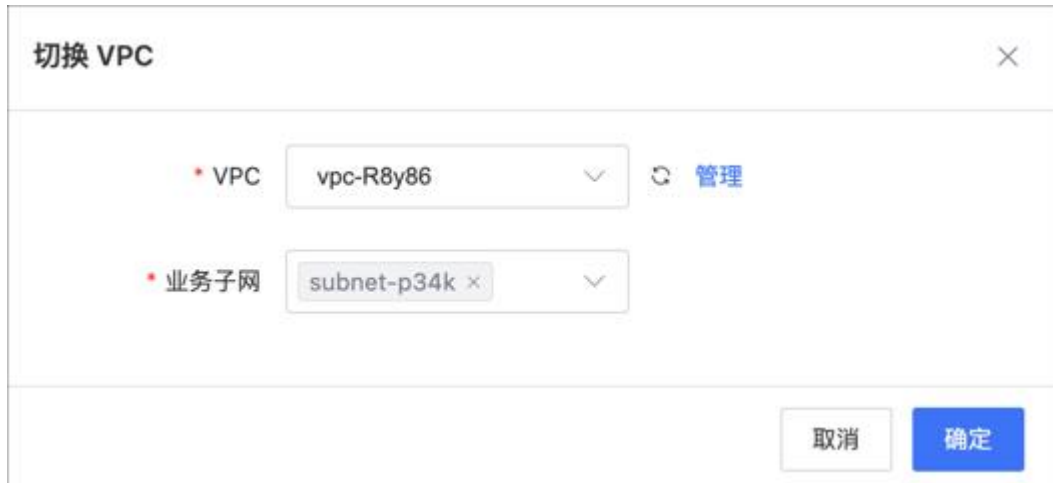 切换 VPC
* VPC vpc-R8y86 管理
* 业务子网 subnet-p34k ×
取消 确定